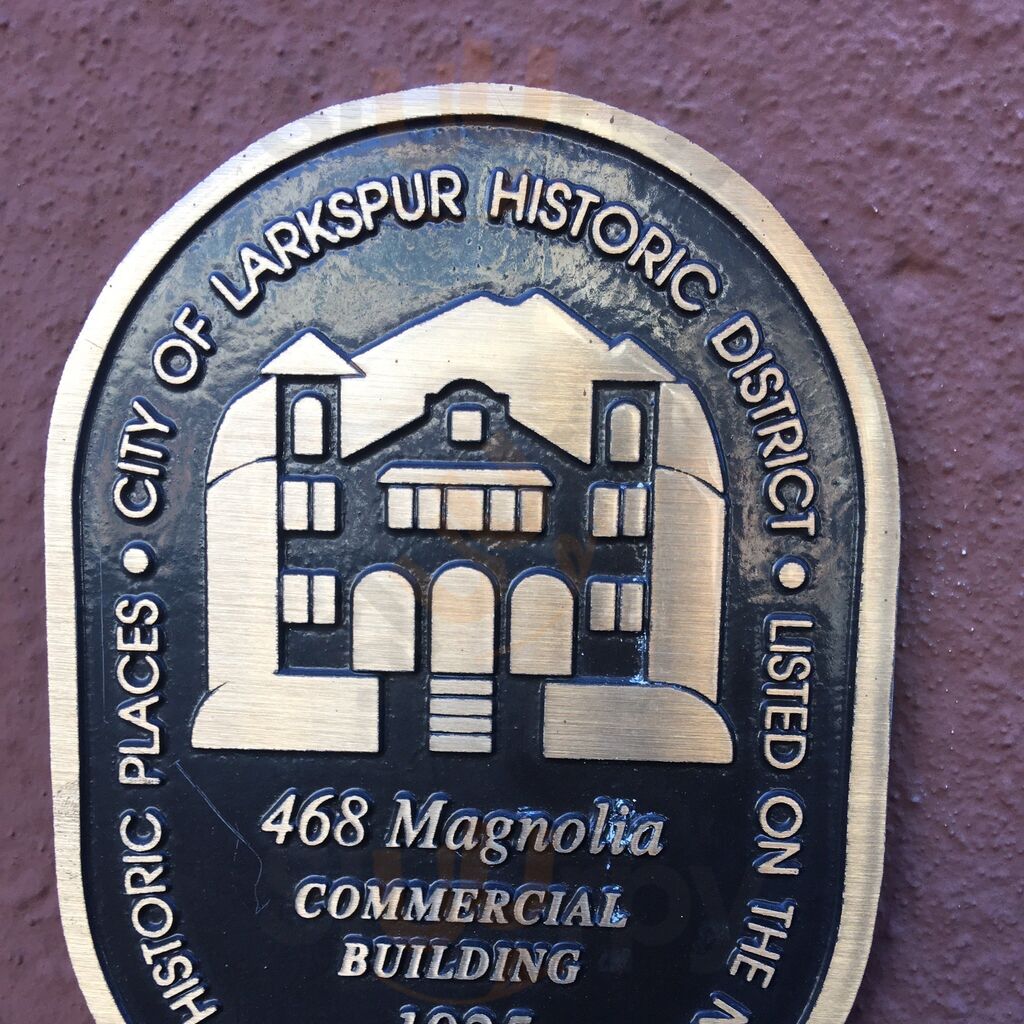 CITY OF LARKSPUR HISTORIC DISTRICT • LISTED ON THE
HISTORIC PLACES •
468 Magnolia
COMMERCIAL
BUILDING